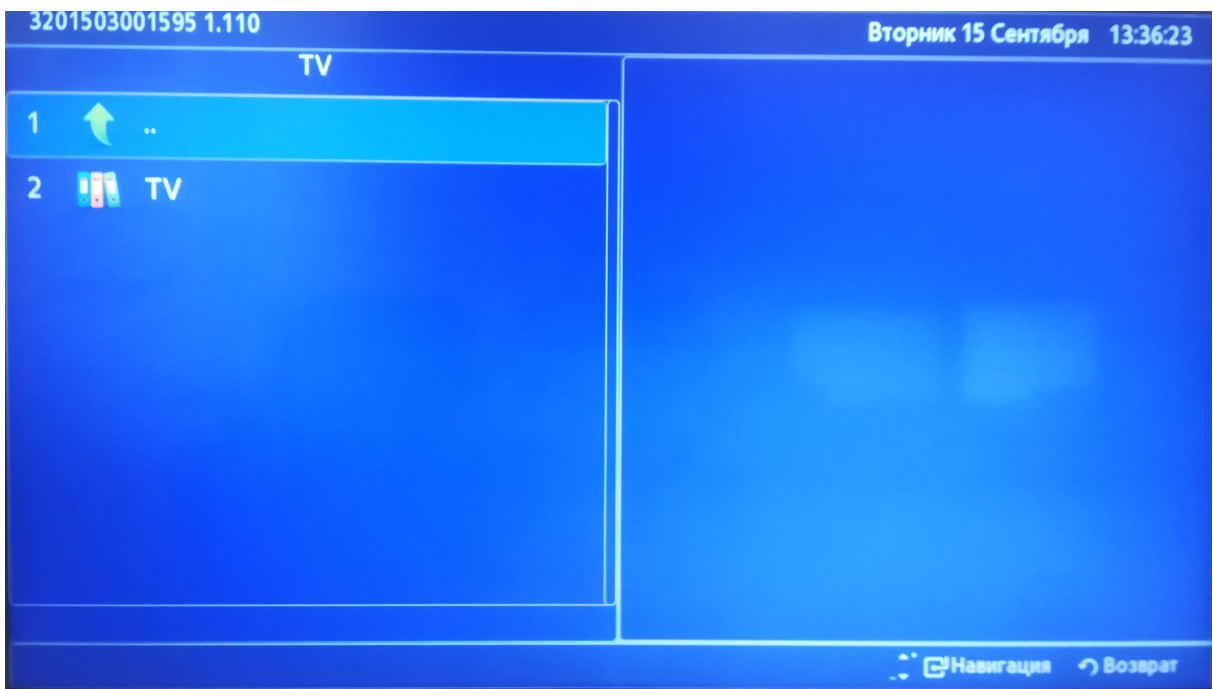 3201503001595 1.110
Вторник 15 Сентября 13:36:23
TV
1 ..
2 TV
Навигация Возврат